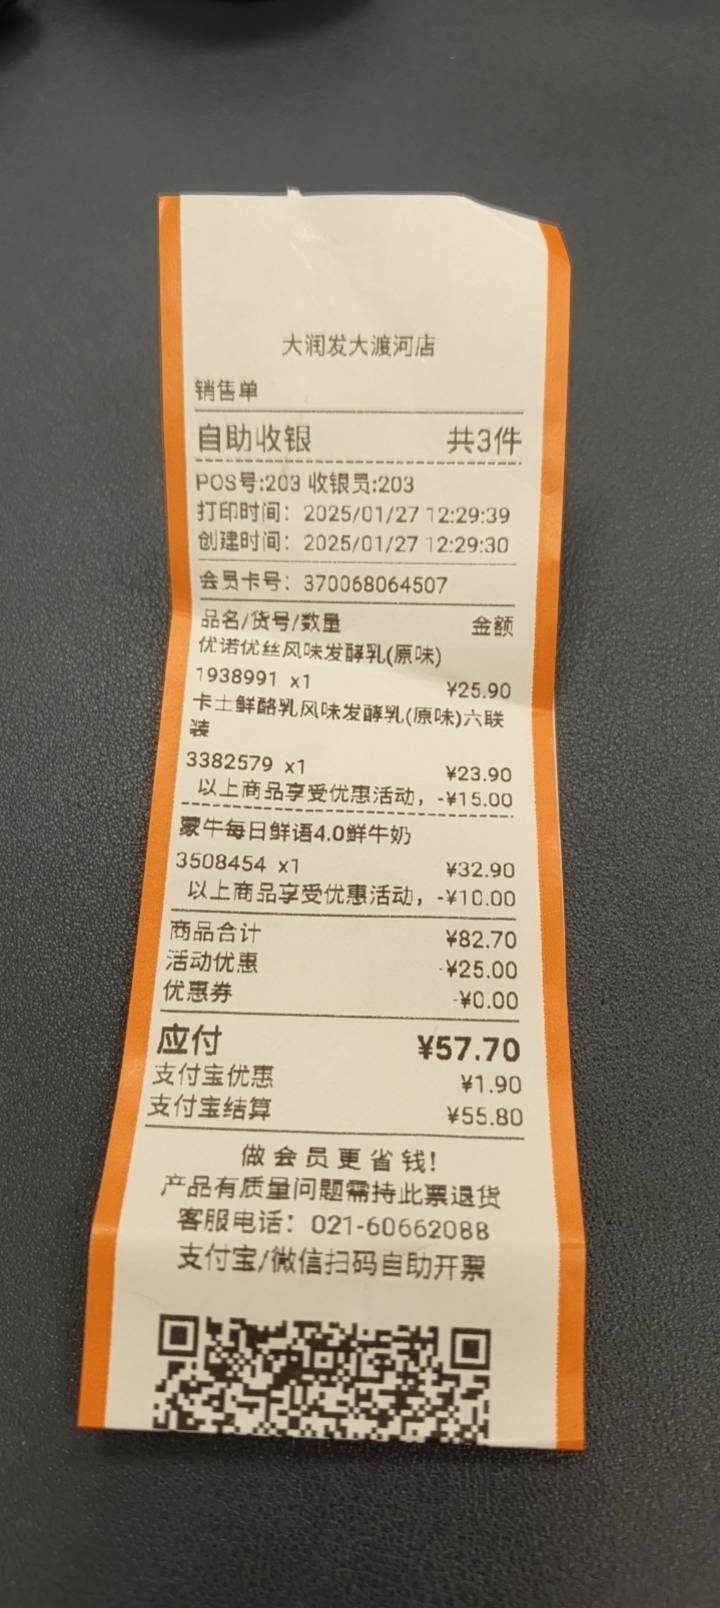 大润发大渡河店
销售单
自助收银 共3件
POS号:203 收银员:203
打印时间: 2025/01/27 12:29:39
创建时间: 2025/01/27 12:29:30
会员卡号: 370068064507
品名/货号/数量 金额
优诺优丝风味发酵乳(原味)
1938991 x1 ¥25.90
卡士鲜酪乳风味发酵乳(原味)六联
装
3382579 x1 ¥23.90
以上商品享受优惠活动, -¥15.00
蒙牛每日鲜语4.0鲜牛奶
3508454 x1 ¥32.90
以上商品享受优惠活动, -¥10.00
商品合计 ¥82.70
活动优惠 -¥25.00
优惠券 -¥0.00
应付 ¥57.70
支付宝优惠 ¥1.90
支付宝结算 ¥55.80
做会员更省钱!
产品有质量问题需持此票退货
客服电话: 021-60662088
支付宝/微信扫码自助开票